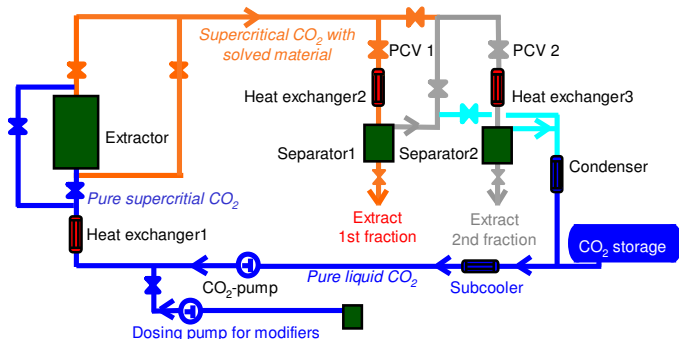 Supercritical CO2 with
solved material
PCV 1
PCV 2
Heat exchanger2
Heat exchanger3
Extractor
Separator1
Separator2
Condenser
Pure supercritial CO2
Extract
1st fraction
Extract
2nd fraction
Heat exchanger1
CO2 storage
CO2-pump
Pure liquid CO2
Subcooler
Dosing pump for modifiers